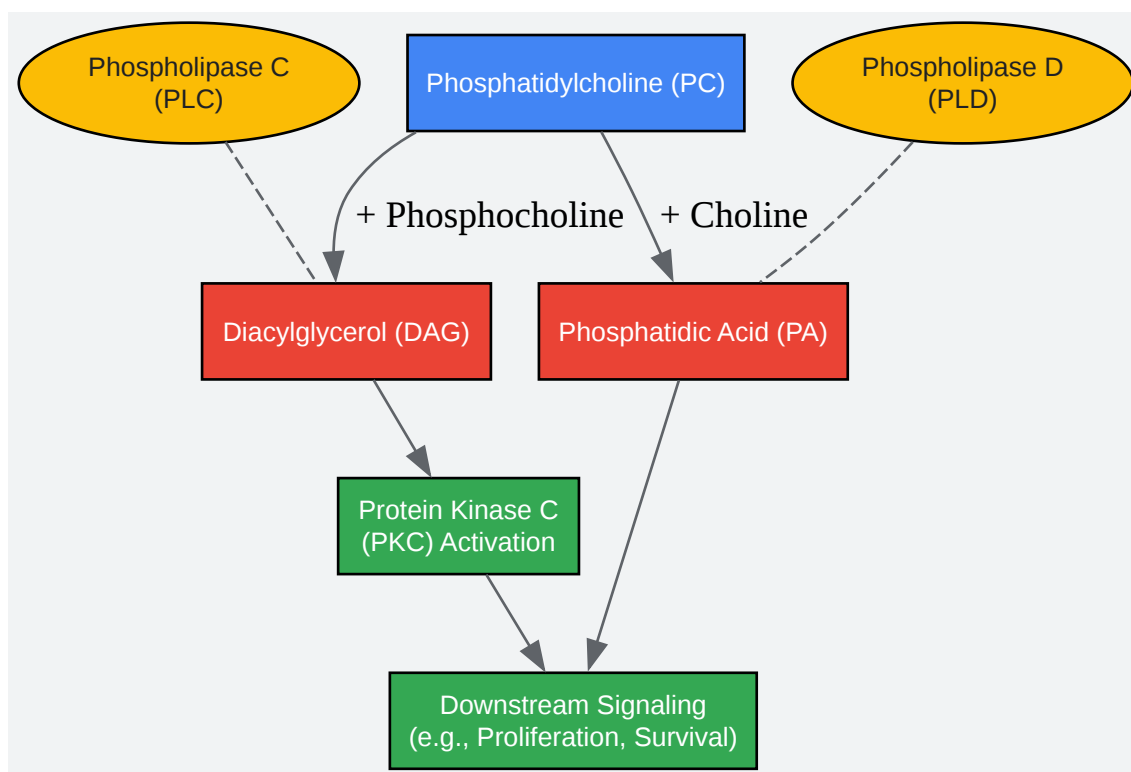 Phospholipase C
(PLC)
Phosphatidylcholine (PC)
Phospholipase D
(PLD)
+ Phosphocholine
+ Choline
Diacylglycerol (DAG)
Phosphatidic Acid (PA)
Protein Kinase C
(PKC) Activation
Downstream Signaling
(e.g., Proliferation, Survival)